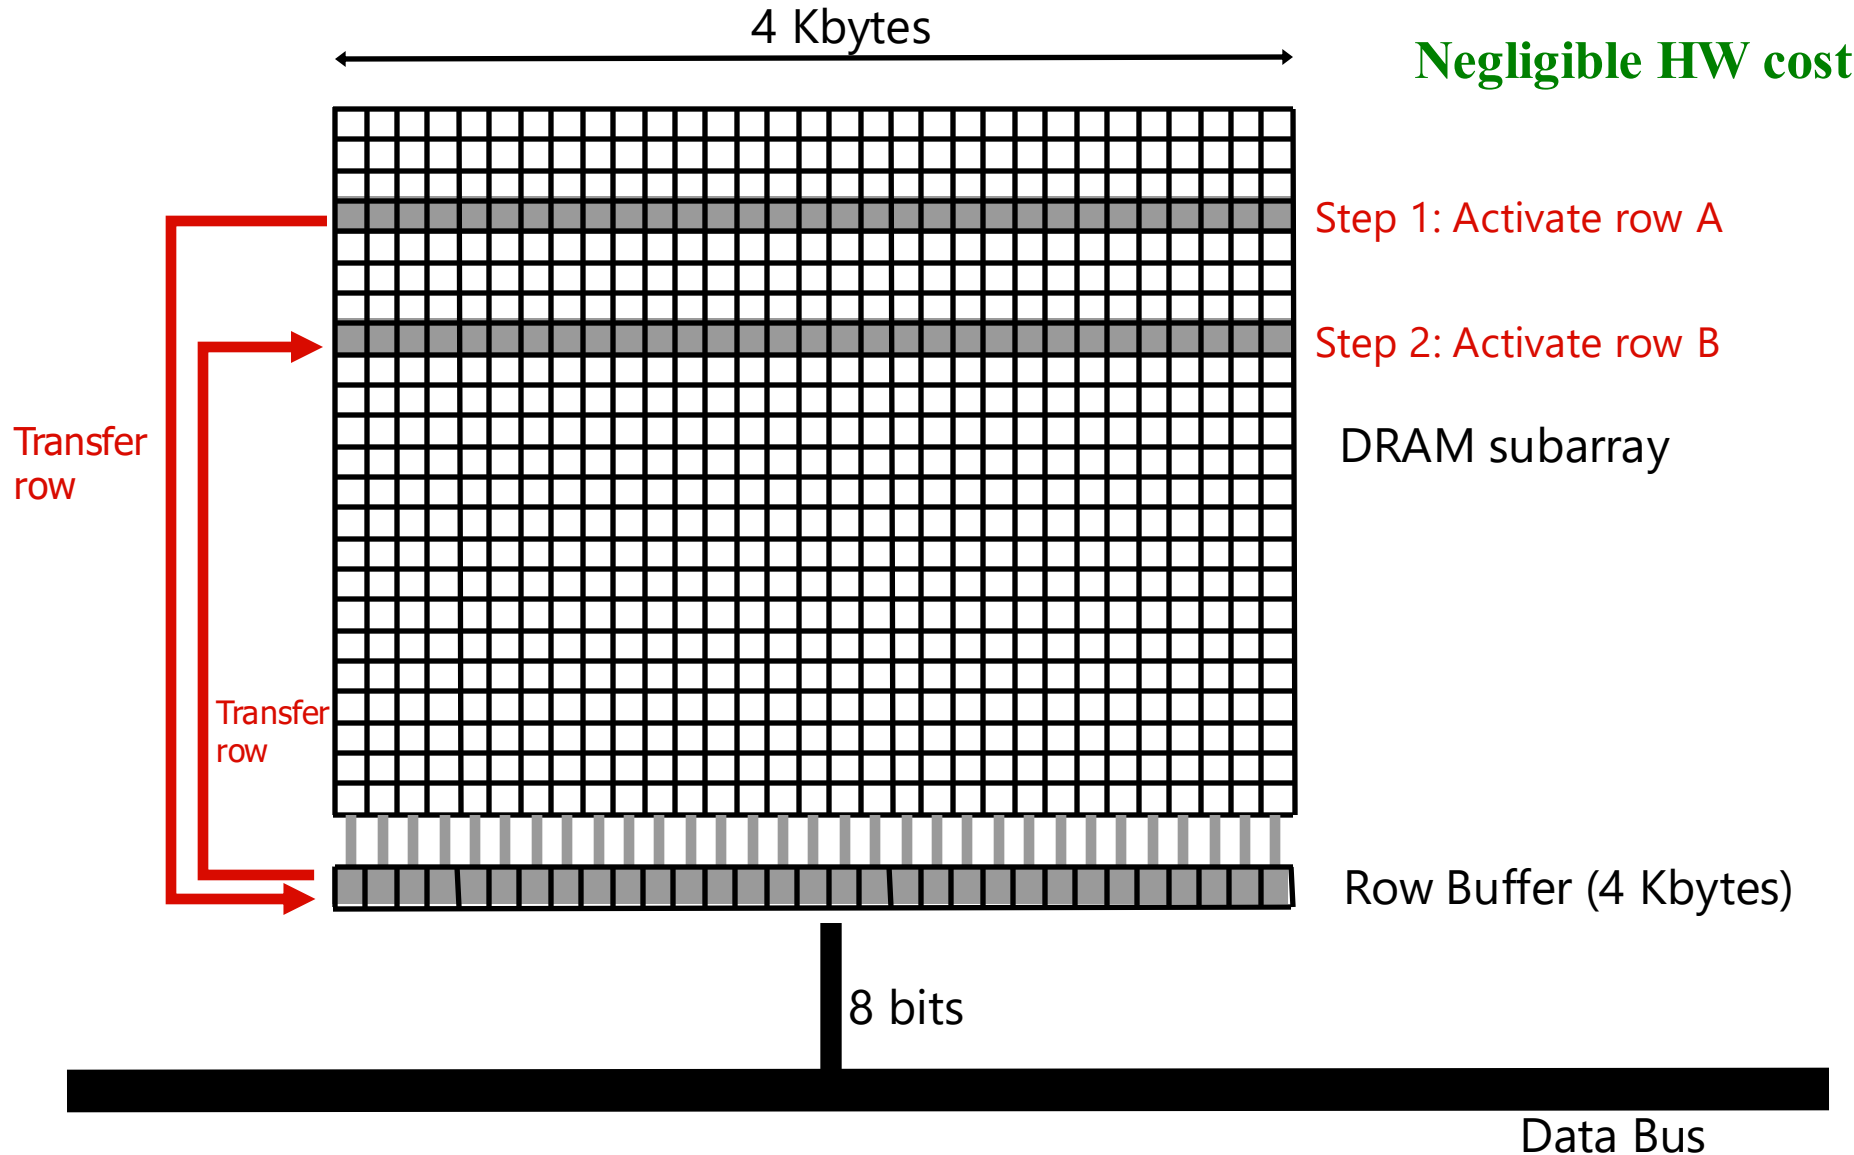 4 Kbytes
Negligible HW cost
Step 1: Activate row A
Step 2: Activate row B
Transfer
row
DRAM subarray
Transfer
row
Row Buffer (4 Kbytes)
8 bits
Data Bus